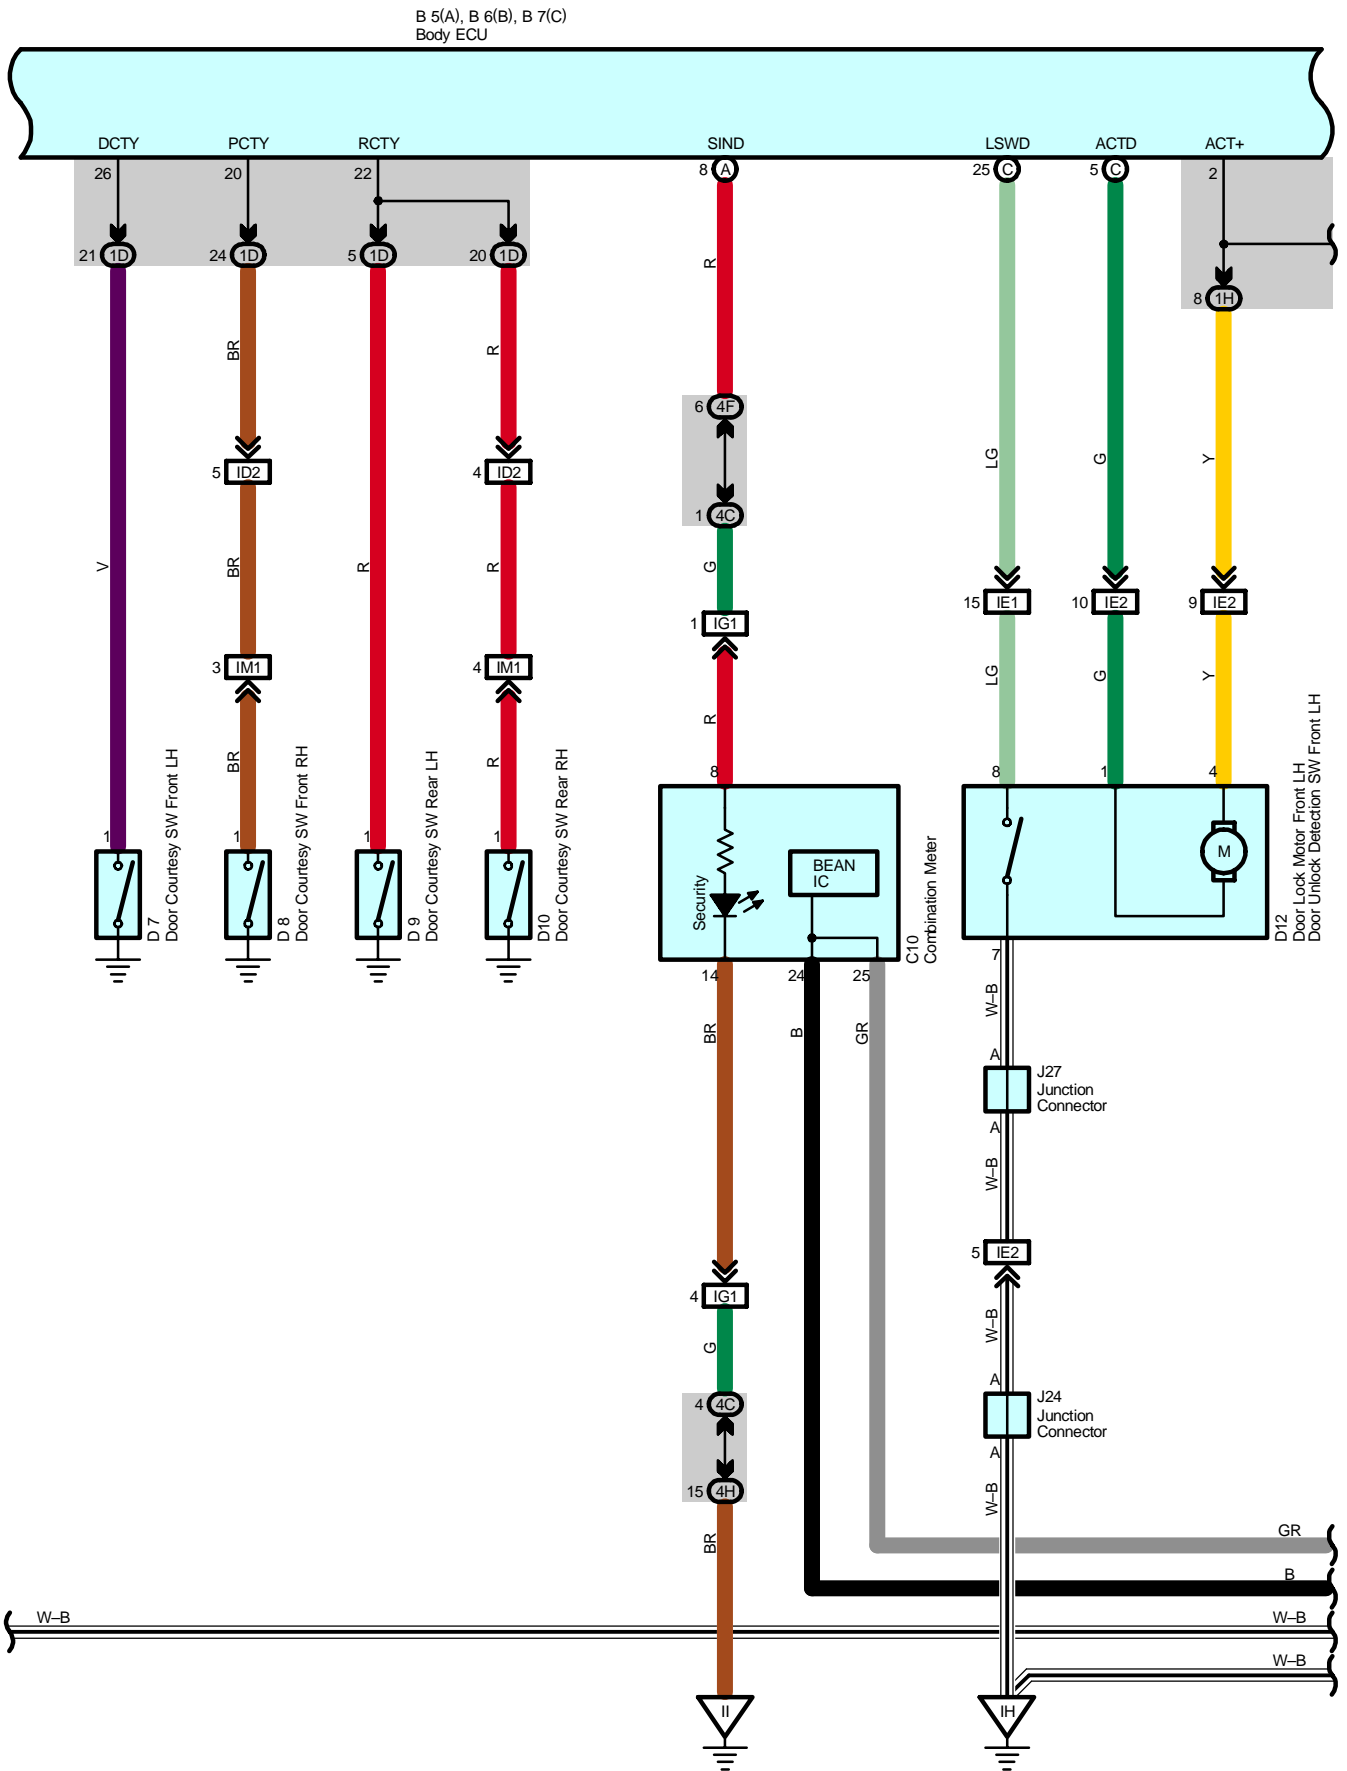 B 5(A), B 6(B), B 7(C)
Body ECU
DCTY PCTY RCTY SIND LSWD ACTD ACT+
26 20 22 8 A 25 C 5 C 2
21 1D 24 1D 5 1D 20 1D
R
8 1H
BR R
6 4F
LG G Y
5 ID2 4 ID2
1 4C
V BR R R G
15 IE1 10 IE2 9 IE2
1 IG1
3 IM1 4 IM1
LG G Y
R
BR R
8 8 1 4
1 1 1 1
D 7
Door Courtesy SW Front LH
D 8
Door Courtesy SW Front RH
D 9
Door Courtesy SW Rear LH
D10
Door Courtesy SW Rear RH
Security
BEAN
IC
C10
Combination Meter
M
D12
Door Lock Motor Front LH
Door Unlock Detection SW Front LH
14 24 25 7
BR B GR W–B
A
J27
Junction
Connector
A
W–B
5 IE2
4 IG1
W–B
G
A
J24
Junction
Connector
4 4C
A
15 4H
W–B
BR
GR
B
W–B W–B
W–B
II IH